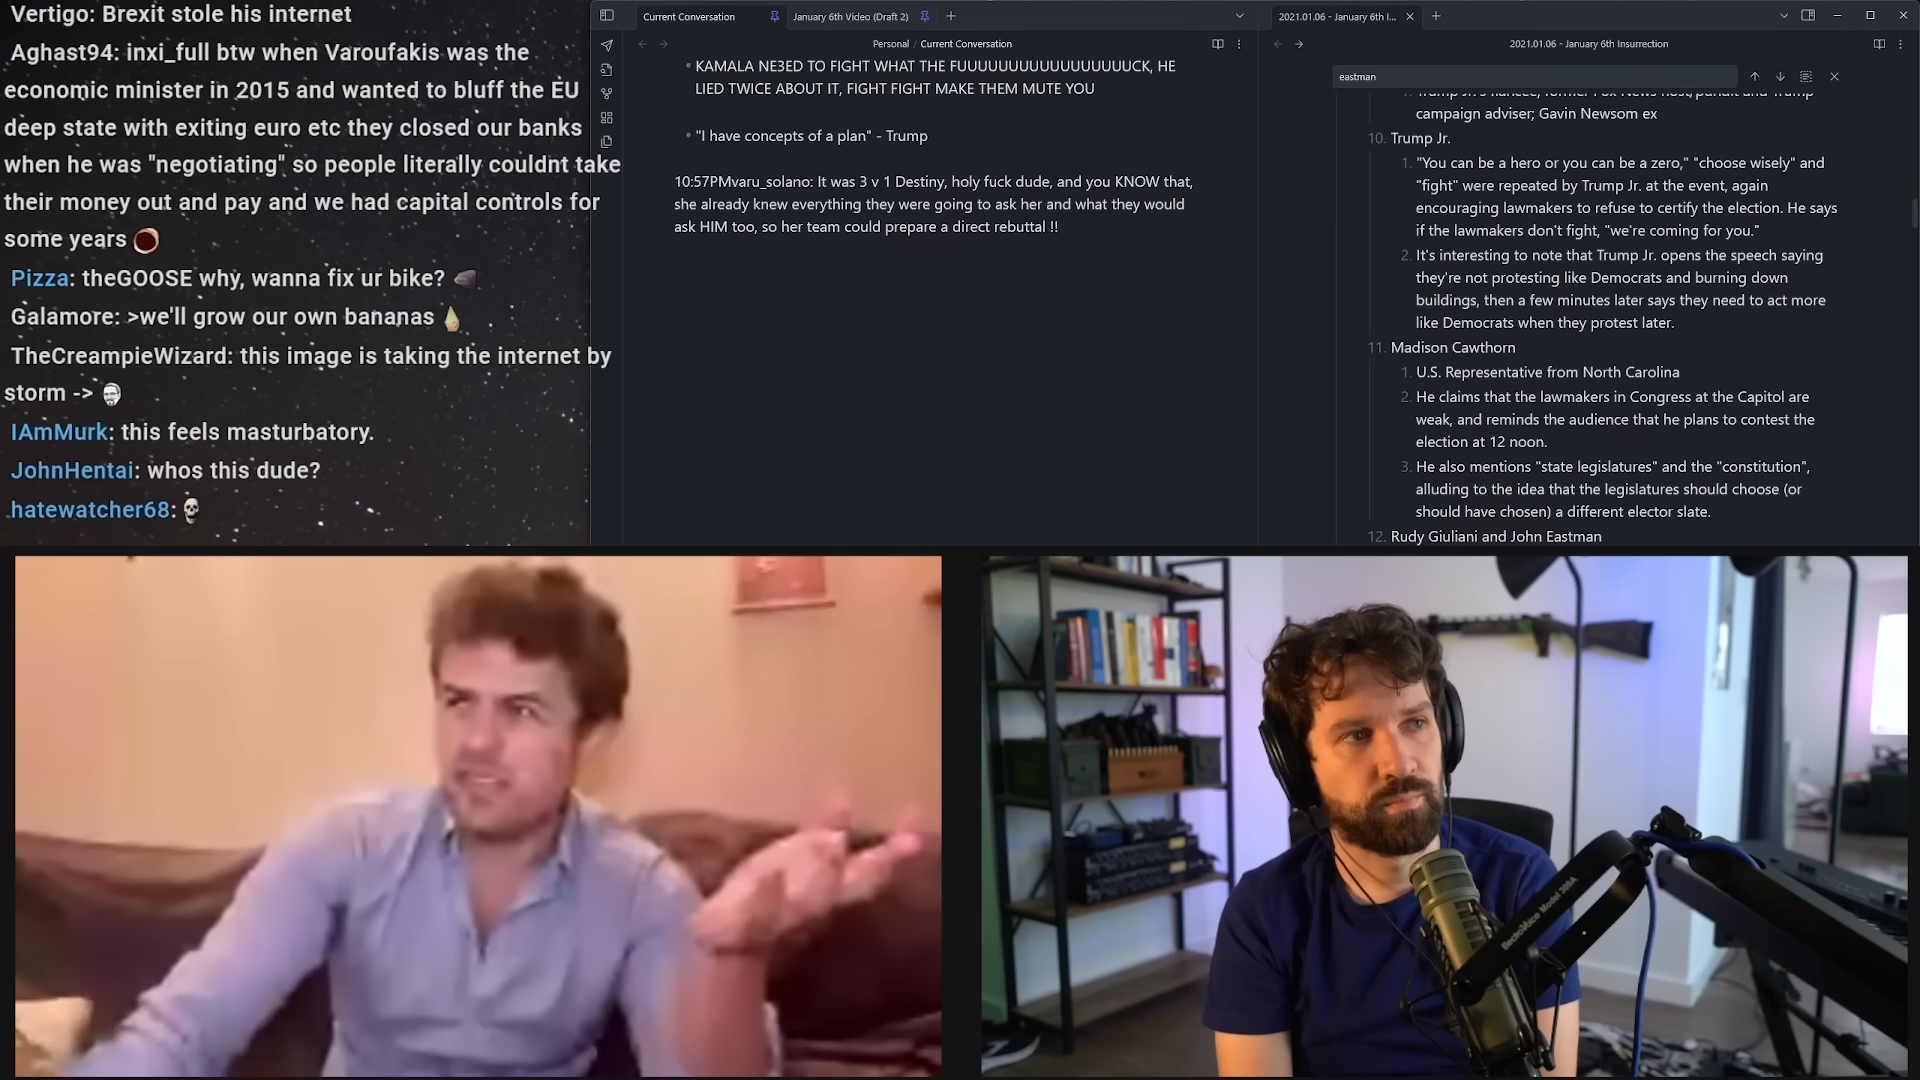 Vertigo: Brexit stole his internet
Aghast94: inxi_full btw when Varoufakis was the
economic minister in 2015 and wanted to bluff the EU
deep state with exiting euro etc they closed our banks
when he was "negotiating" so people literally couldnt take
their money out and pay and we had capital controls for
some years
Pizza: theGOOSE why, wanna fix ur bike?
Galamore: >we'll grow our own bananas
TheCreampieWizard: this image is taking the internet by
storm ->
IAmMurk: this feels masturbatory.
JohnHentai: whos this dude?
hatewatcher68:
Current Conversation
January 6th Video (Draft 2)
Personal / Current Conversation
• KAMALA NE3ED TO FIGHT WHAT THE FUUUUUUUUUUUUUUUUUCK, HE
LIED TWICE ABOUT IT, FIGHT FIGHT MAKE THEM MUTE YOU
• "I have concepts of a plan" - Trump
10:57PMvaru_solano: It was 3 v 1 Destiny, holy fuck dude, and you KNOW that,
she already knew everything they were going to ask her and what they would
ask HIM too, so her team could prepare a direct rebuttal !!
2021.01.06 - January 6th I...
2021.01.06 - January 6th Insurrection
eastman
1. Trump Jr.'s fiancee, former Fox News host, pundit and Trump
campaign adviser; Gavin Newsom ex
10. Trump Jr.
1. "You can be a hero or you can be a zero," "choose wisely" and
"fight" were repeated by Trump Jr. at the event, again
encouraging lawmakers to refuse to certify the election. He says
if the lawmakers don't fight, "we're coming for you."
2. It's interesting to note that Trump Jr. opens the speech saying
they're not protesting like Democrats and burning down
buildings, then a few minutes later says they need to act more
like Democrats when they protest later.
11. Madison Cawthorn
1. U.S. Representative from North Carolina
2. He claims that the lawmakers in Congress at the Capitol are
weak, and reminds the audience that he plans to contest the
election at 12 noon.
3. He also mentions "state legislatures" and the "constitution",
alluding to the idea that the legislatures should choose (or
should have chosen) a different elector slate.
12. Rudy Giuliani and John Eastman
ElectroVoice Model 309A